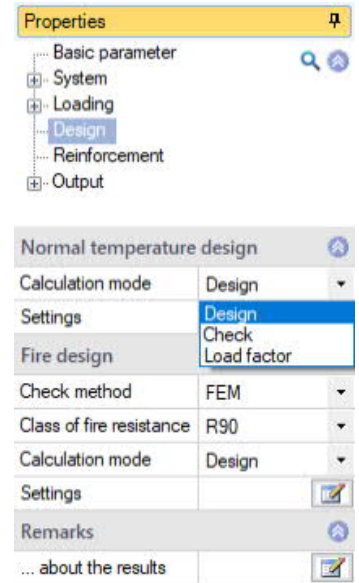 Properties
Basic parameter
System
Loading
Design
Reinforcement
Output
Normal temperature design
Calculation mode Design
Settings Design
Check
Fire design Load factor
Check method FEM
Class of fire resistance R90
Calculation mode Design
Settings
Remarks
... about the results